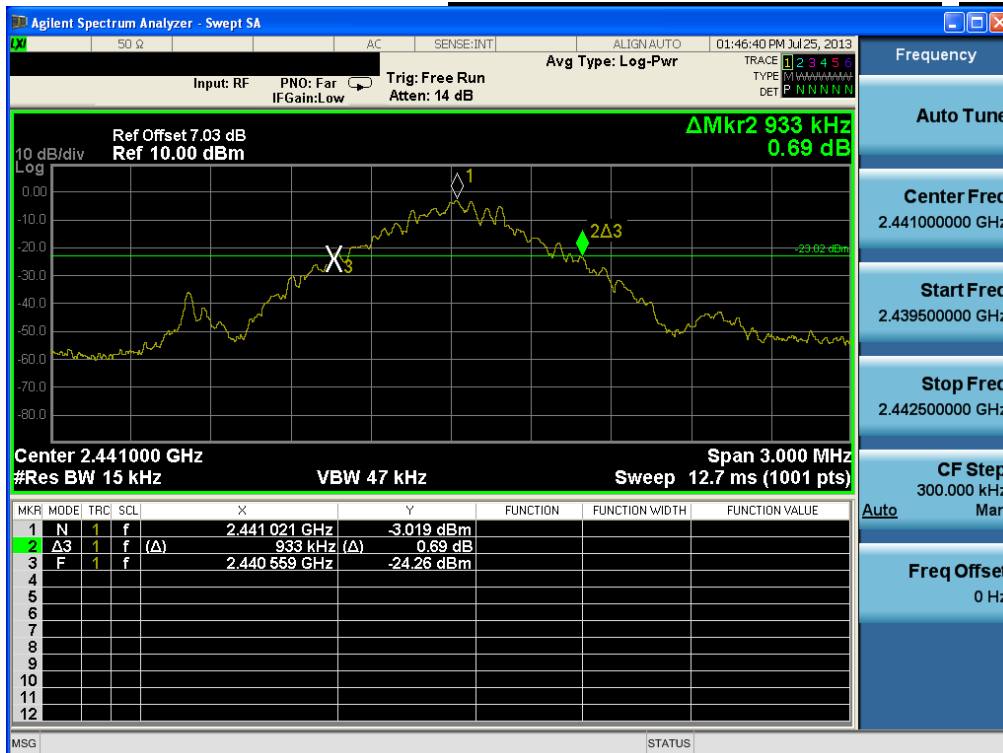 Agilent Spectrum Analyzer - Swept SA
LXI 50 Ω AC SENSE:INT ALIGN AUTO 01:46:40 PM Jul 25, 2013
Avg Type: Log-Pwr
TRACE 1 2 3 4 5 6
TYPE M WWWWW
DET P N N N N N
Input: RF PNO: Far Trig: Free Run
IFGain:Low Atten: 14 dB
Frequency
Auto Tune
Center Freq
2.441000000 GHz
Start Freq
2.439500000 GHz
Stop Freq
2.442500000 GHz
CF Step
300.000 kHz
Auto Man
Freq Offset
0 Hz
ΔMkr2 933 kHz
0.69 dB
Ref Offset 7.03 dB
10 dB/div Ref 10.00 dBm
Log
0.00
-10.0
-20.0
-30.0
-40.0
-50.0
-60.0
-70.0
-80.0
1
2Δ3
-23.02 dBm
X3
Center 2.441000 GHz Span 3.000 MHz
#Res BW 15 kHz VBW 47 kHz Sweep 12.7 ms (1001 pts)
MKR MODE TRC SCL X Y FUNCTION FUNCTION WIDTH FUNCTION VALUE
1 N 1 f 2.441 021 GHz -3.019 dBm
2 Δ3 1 f (Δ) 933 kHz (Δ) 0.69 dB
3 F 1 f 2.440 559 GHz -24.26 dBm
4
5
6
7
8
9
10
11
12
MSG STATUS